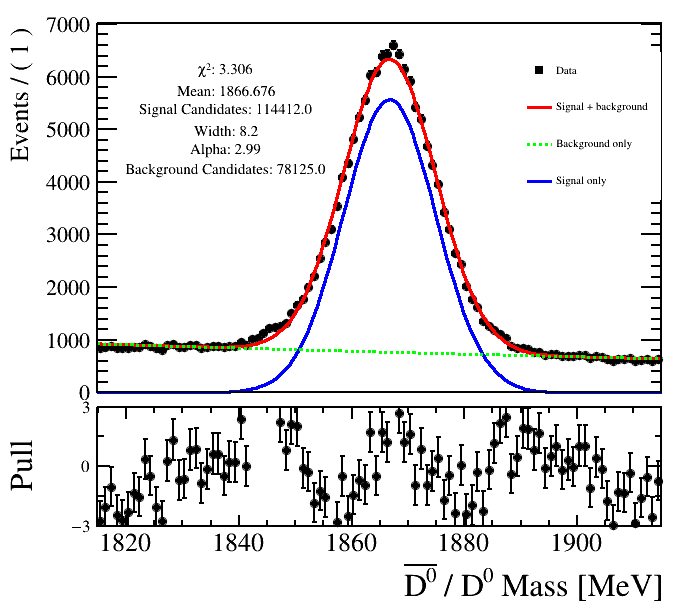 7000
6000
5000
4000
3000
2000
1000
0
Events / ( 1 )
χ²: 3.306
Mean: 1866.676
Signal Candidates: 114412.0
Width: 8.2
Alpha: 2.99
Background Candidates: 78125.0
Data
Signal + background
Background only
Signal only
3
0
−3
Pull
1820 1840 1860 1880 1900
D̅⁰ / D⁰ Mass [MeV]